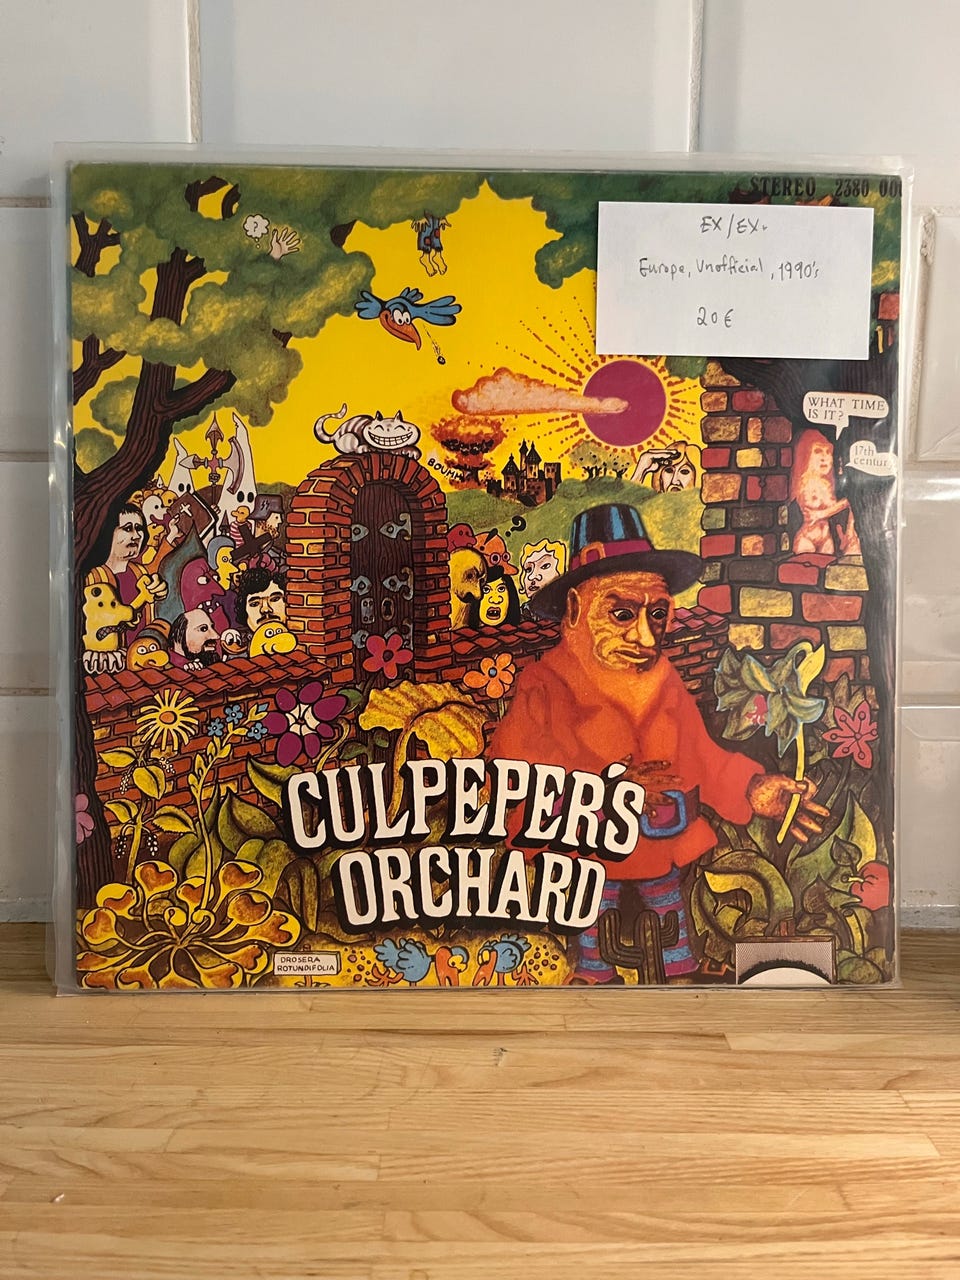 STEREO 2380 00
EX/EX-
Europe, Unofficial, 1990's
20€
WHAT TIME
IS IT?
17th
centur
BOUMM
?
?
CULPEPER'S
ORCHARD
DROSERA
ROTUNDIFOLIA